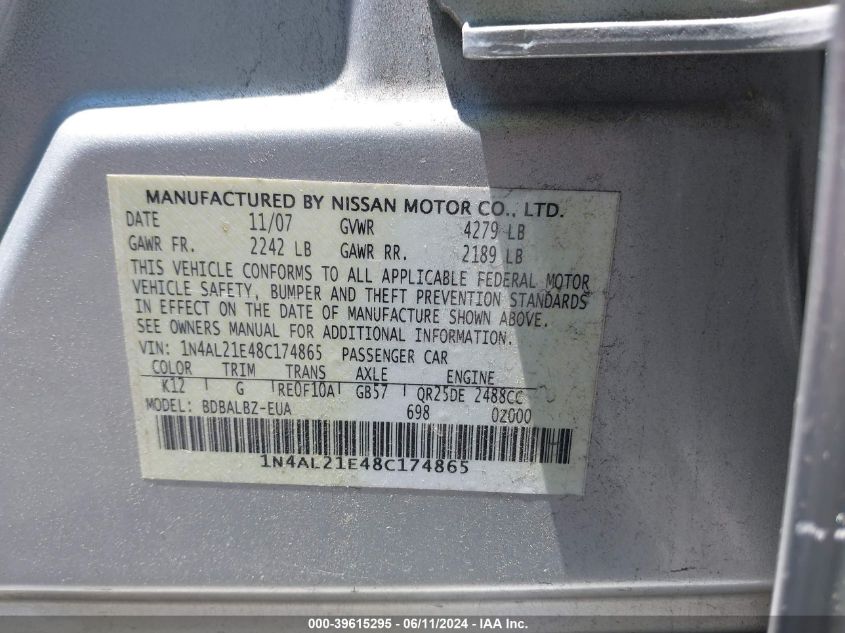 MANUFACTURED BY NISSAN MOTOR CO., LTD.
DATE 11/07 GVWR 4279 LB
GAWR FR. 2242 LB GAWR RR. 2189 LB
THIS VEHICLE CONFORMS TO ALL APPLICABLE FEDERAL MOTOR
VEHICLE SAFETY, BUMPER AND THEFT PREVENTION STANDARDS
IN EFFECT ON THE DATE OF MANUFACTURE SHOWN ABOVE.
SEE OWNERS MANUAL FOR ADDITIONAL INFORMATION.
VIN: 1N4AL21E48C174865 PASSENGER CAR
COLOR TRIM TRANS AXLE ENGINE
K12 G RE0F10A GB57 QR25DE 2488CC
MODEL: BDBALBZ-EUA 698 0Z000
H
1N4AL21E48C174865
000-39615295 - 06/11/2024 - IAA Inc.